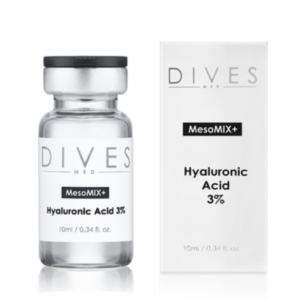 DIVES
MED
MesoMIX+
Hyaluronic Acid 3%
10ml / 0,34 fl. oz.
DIVES
MED
MesoMIX+
Hyaluronic
Acid
3%
10ml / 0,34 fl. oz.